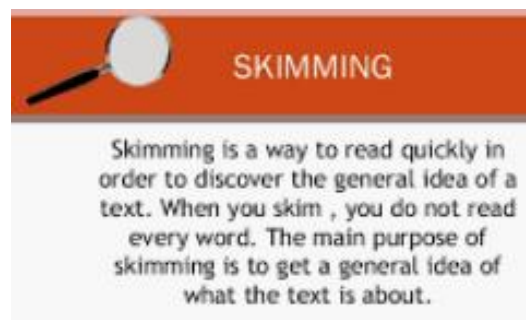 SKIMMING
Skimming is a way to read quickly in
order to discover the general idea of a
text. When you skim , you do not read
every word. The main purpose of
skimming is to get a general idea of
what the text is about.